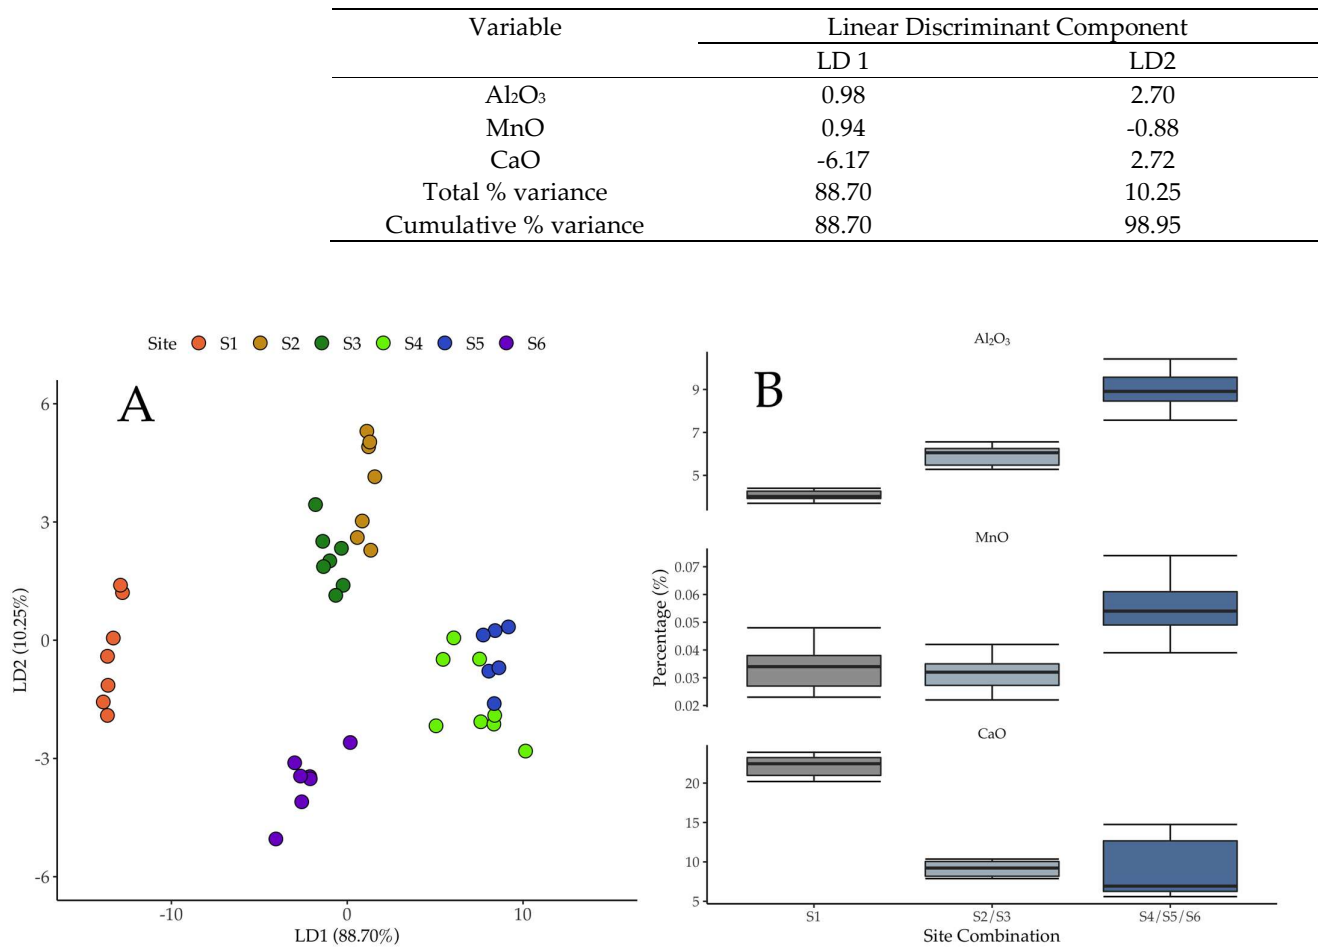 Variable Linear Discriminant Component
LD 1 LD2
Al₂O₃ 0.98 2.70
MnO 0.94 -0.88
CaO -6.17 2.72
Total % variance 88.70 10.25
Cumulative % variance 88.70 98.95
Site S1 S2 S3 S4 S5 S6
A
6
3
0
-3
-6
LD2 (10.25%)
-10 0 10
LD1 (88.70%)
B
Al₂O₃
9
7
5
MnO
0.07
0.06
0.05
0.04
0.03
0.02
Percentage (%)
CaO
20
15
10
5
S1 S2/S3 S4/S5/S6
Site Combination